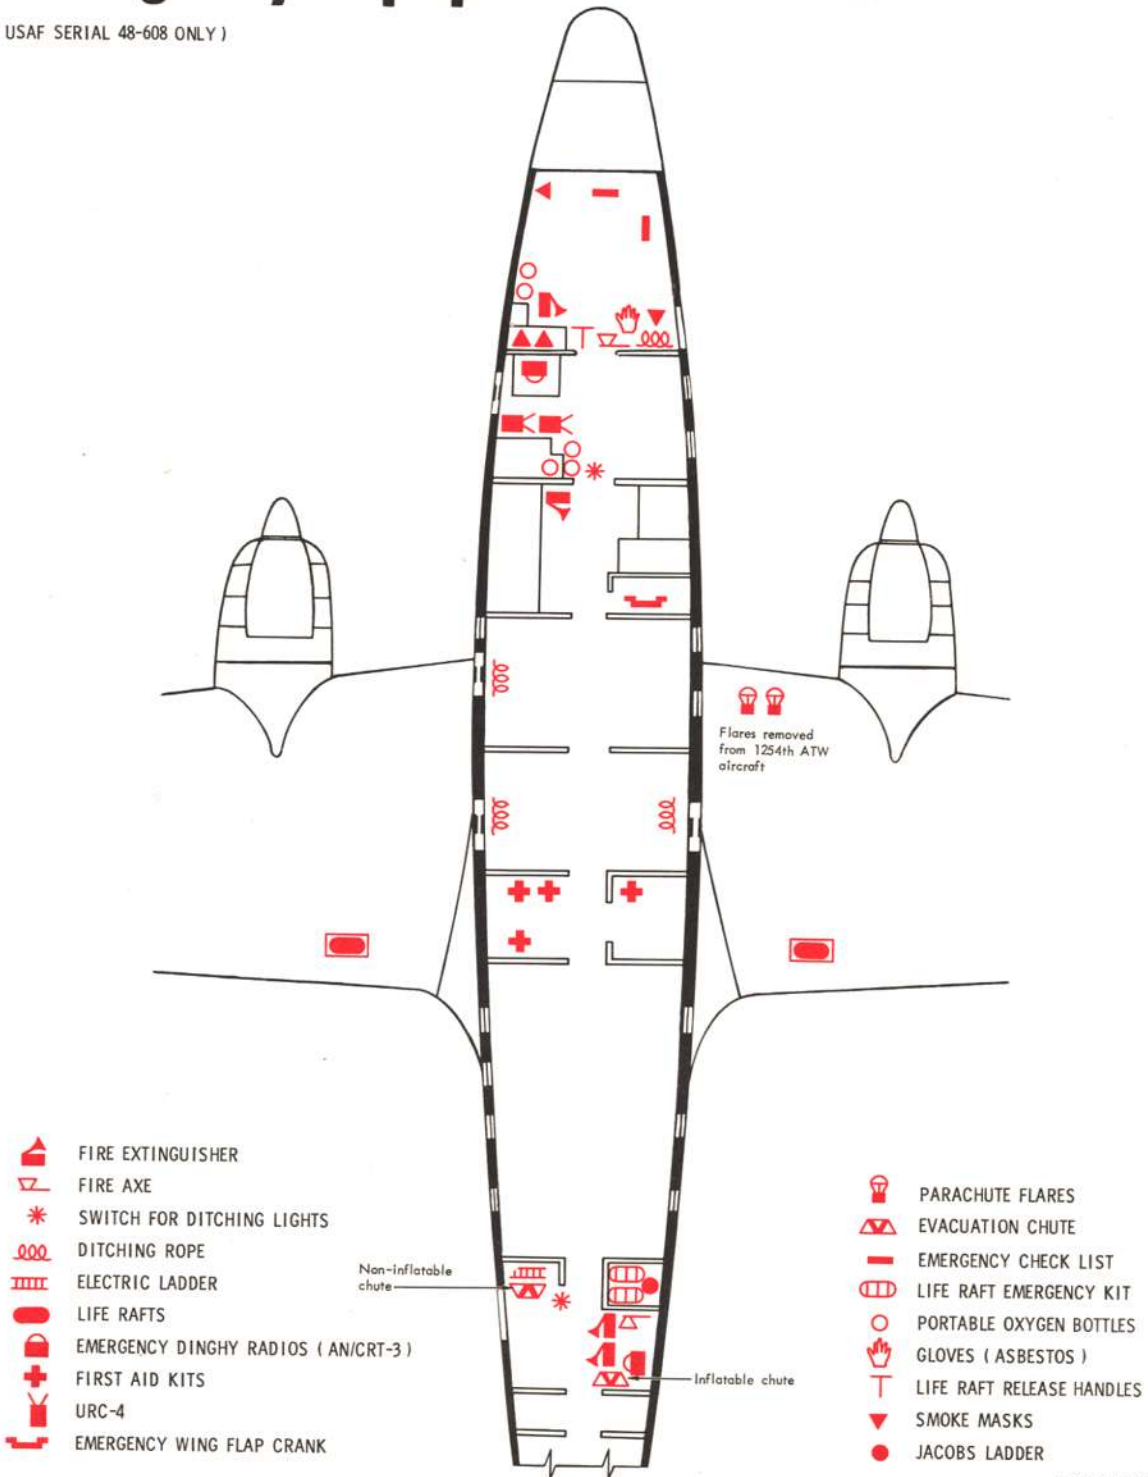 USAF SERIAL 48-608 ONLY )
Flares removed
from 1254th ATW
aircraft
Non-inflatable
chute
Inflatable chute
FIRE EXTINGUISHER
FIRE AXE
SWITCH FOR DITCHING LIGHTS
DITCHING ROPE
ELECTRIC LADDER
LIFE RAFTS
EMERGENCY DINGHY RADIOS ( AN/CRT-3 )
FIRST AID KITS
URC-4
EMERGENCY WING FLAP CRANK
PARACHUTE FLARES
EVACUATION CHUTE
EMERGENCY CHECK LIST
LIFE RAFT EMERGENCY KIT
PORTABLE OXYGEN BOTTLES
GLOVES ( ASBESTOS )
LIFE RAFT RELEASE HANDLES
SMOKE MASKS
JACOBS LADDER